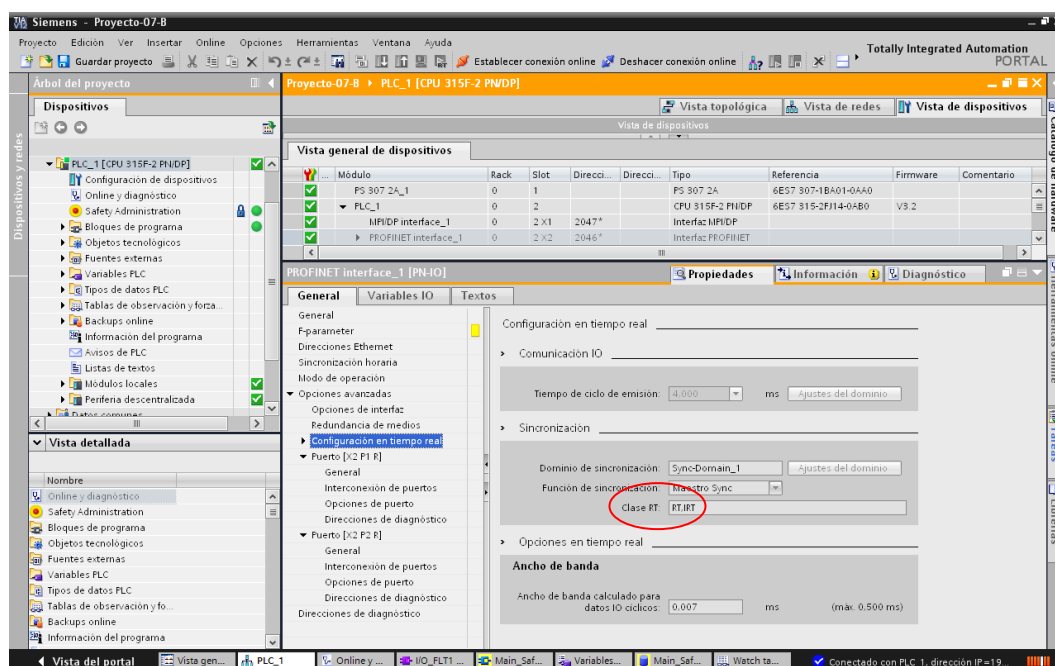 Siemens - Proyecto-07-B
Proyecto Edición Ver Insertar Online Opciones Herramientas Ventana Ayuda
Totally Integrated Automation
PORTAL
Guardar proyecto Establecer conexión online Deshacer conexión online
Árbol del proyecto
Proyecto-07-B PLC_1 [CPU 315F-2 PN/DP]
Dispositivos
Vista topológica Vista de redes Vista de dispositivos
Vista de dispositivos
Dispositivos y redes
PLC_1 [CPU 315F-2 PN/DP]
Configuración de dispositivos
Online y diagnóstico
Safety Administration
Bloques de programa
Objetos tecnológicos
Fuentes externas
Variables PLC
Tipos de datos PLC
Tablas de observación y forza...
Backups online
Información del programa
Avisos de PLC
Listas de textos
Módulos locales
Periferia descentralizada
Datos comunes
Vista detallada
Nombre
Online y diagnóstico
Safety Administration
Bloques de programa
Objetos tecnológicos
Fuentes externas
Variables PLC
Tipos de datos PLC
Tablas de observación y fo...
Backups online
Información del programa
Vista general de dispositivos
... Módulo Rack Slot Direcci... Direcci... Tipo Referencia Firmware Comentario
PS 307 2A_1 0 1 PS 307 2A 6ES7 307-1BA01-0AA0
PLC_1 0 2 CPU 315F-2 PN/DP 6ES7 315-2FJ14-0AB0 V3.2
MPI/DP interface_1 0 2 X1 2047* Interfaz MPI/DP
PROFINET interface_1 0 2 X2 2046* Interfaz PROFINET
PROFINET interface_1 [PN-IO]
Propiedades Información Diagnóstico
General Variables IO Textos
General
F-parameter
Direcciones Ethernet
Sincronización horaria
Modo de operación
Opciones avanzadas
Opciones de interfaz
Redundancia de medios
Configuración en tiempo real
Puerto [X2 P1 R]
General
Interconexión de puertos
Opciones de puerto
Direcciones de diagnóstico
Puerto [X2 P2 R]
General
Interconexión de puertos
Opciones de puerto
Direcciones de diagnóstico
Direcciones de diagnóstico
Configuración en tiempo real
Comunicación IO
Tiempo de ciclo de emisión: 4.000 ms Ajustes del dominio
Sincronización
Dominio de sincronización: Sync-Domain_1 Ajustes del dominio
Función de sincronización: Maestro Sync
Clase RT: RT,IRT
Opciones en tiempo real
Ancho de banda
Ancho de banda calculado para
datos IO cíclicos: 0.007 ms (máx. 0.500 ms)
Catálogo de hardware
Herramientas online
Tareas
Librerías
Vista del portal Vista gen... PLC_1 Online y ... I/O_FLT1 ... Main_Saf... Variables... Main_Saf... Watch ta... Conectado con PLC_1, dirección IP=19...